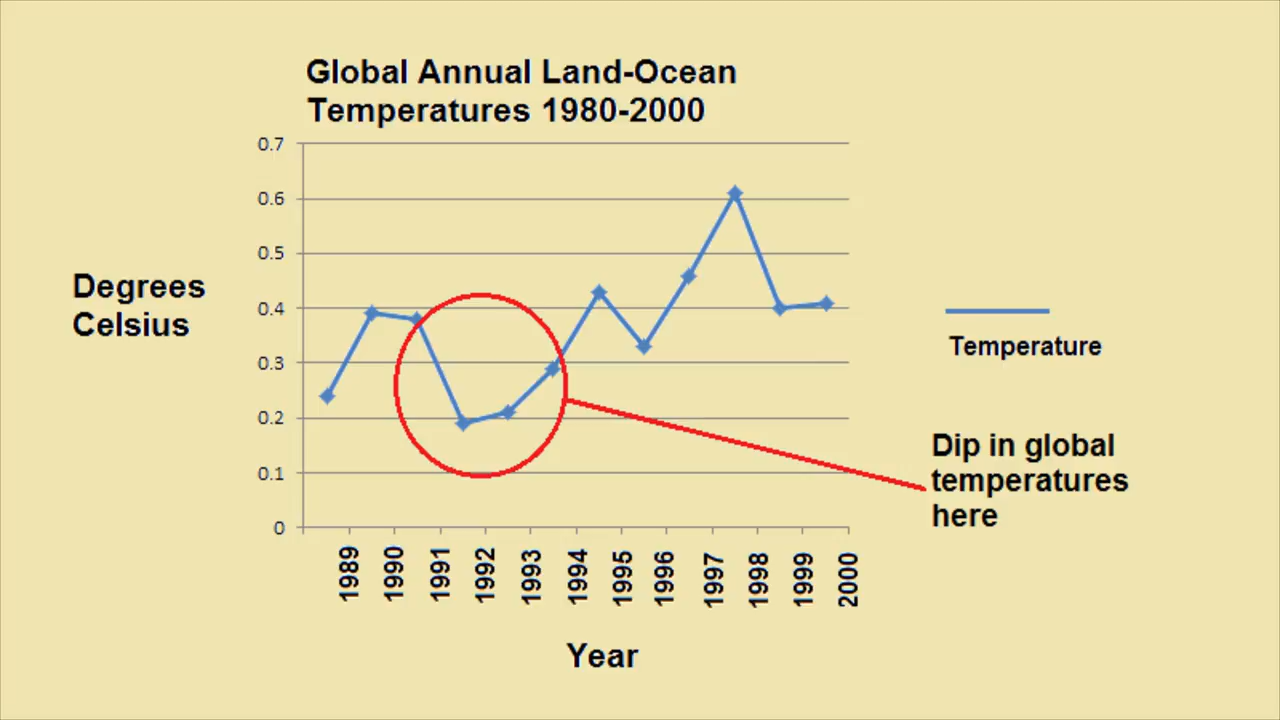 Global Annual Land-Ocean
Temperatures 1980-2000
0.7
0.6
0.5
0.4
0.3
0.2
0.1
0
Degrees
Celsius
Temperature
Dip in global
temperatures
here
1989 1990 1991 1992 1993 1994 1995 1996 1997 1998 1999 2000
Year